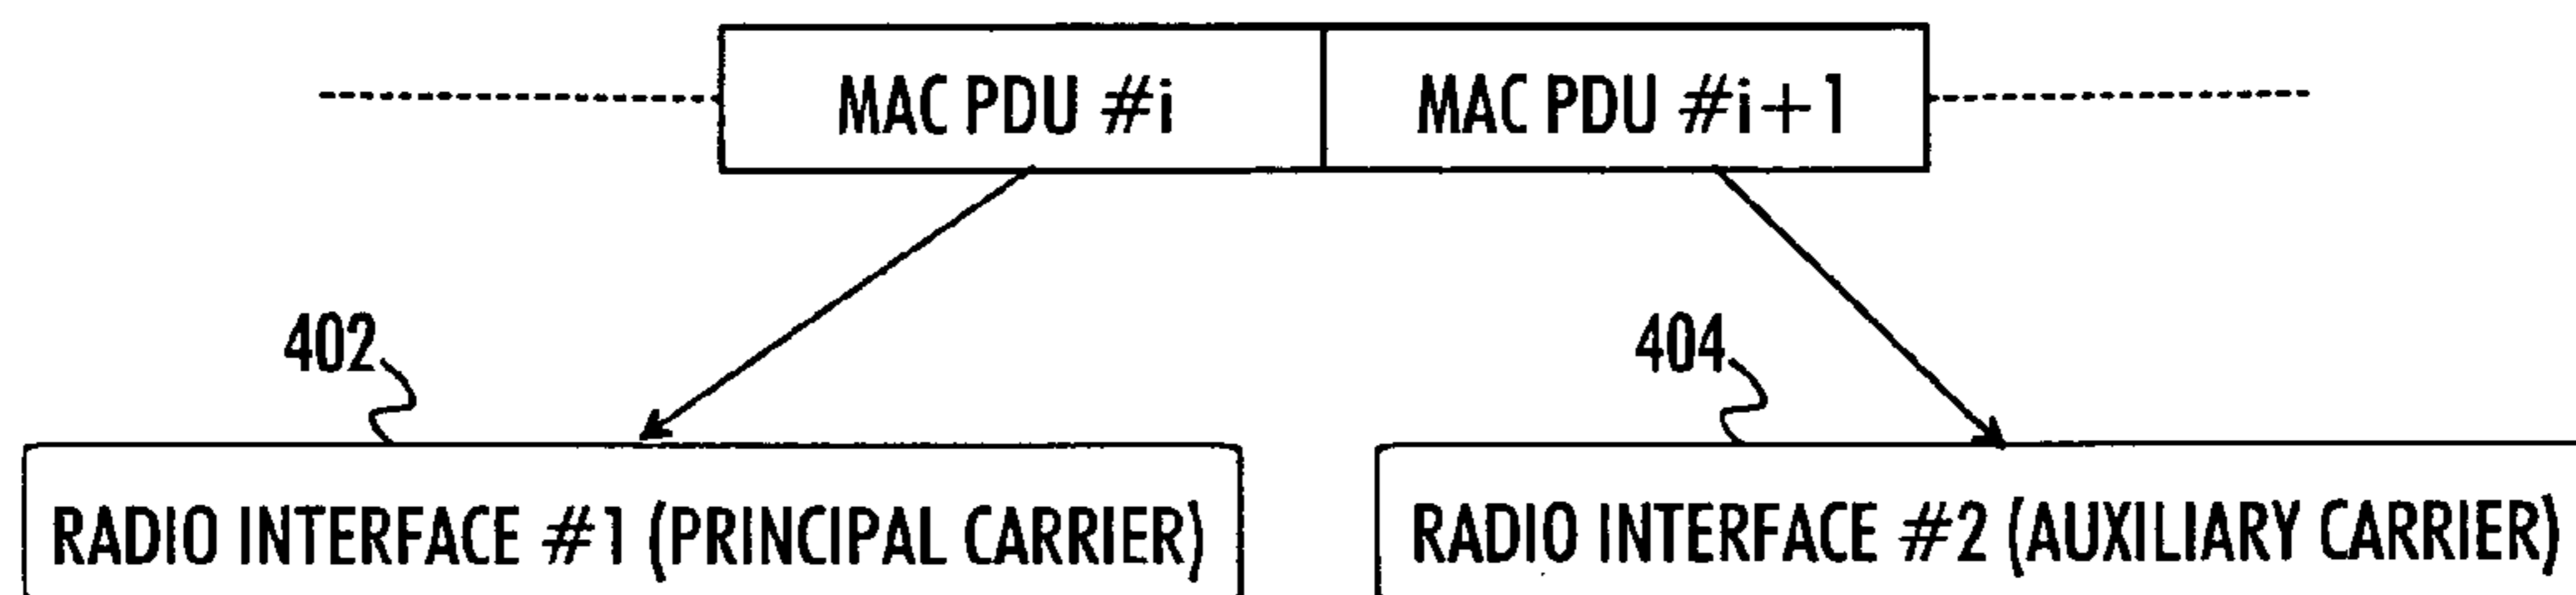 MAC PDU #i
MAC PDU #i+1
402
404
RADIO INTERFACE #1 (PRINCIPAL CARRIER)
RADIO INTERFACE #2 (AUXILIARY CARRIER)